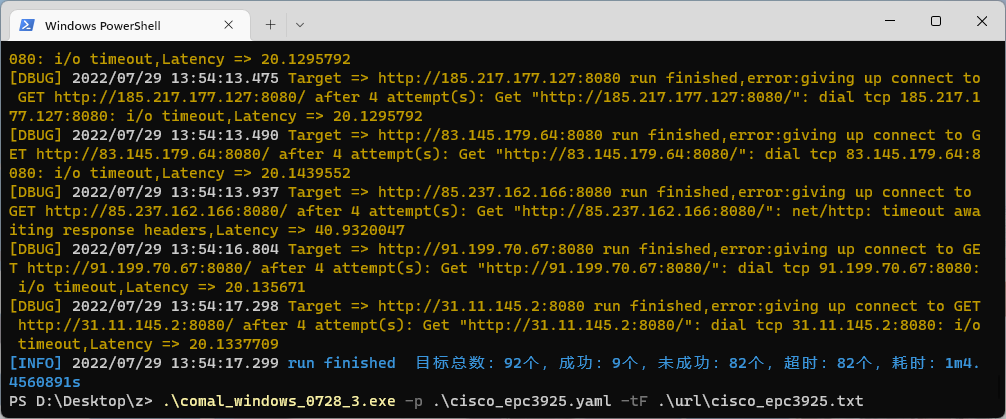 Windows PowerShell
080: i/o timeout,Latency => 20.1295792
[DBUG] 2022/07/29 13:54:13.475 Target => http://185.217.177.127:8080 run finished,error:giving up connect to
GET http://185.217.177.127:8080/ after 4 attempt(s): Get "http://185.217.177.127:8080/": dial tcp 185.217.1
77.127:8080: i/o timeout,Latency => 20.1295792
[DBUG] 2022/07/29 13:54:13.490 Target => http://83.145.179.64:8080 run finished,error:giving up connect to G
ET http://83.145.179.64:8080/ after 4 attempt(s): Get "http://83.145.179.64:8080/": dial tcp 83.145.179.64:8
080: i/o timeout,Latency => 20.1439552
[DBUG] 2022/07/29 13:54:13.937 Target => http://85.237.162.166:8080 run finished,error:giving up connect to
GET http://85.237.162.166:8080/ after 4 attempt(s): Get "http://85.237.162.166:8080/": net/http: timeout awa
iting response headers,Latency => 40.9320047
[DBUG] 2022/07/29 13:54:16.804 Target => http://91.199.70.67:8080 run finished,error:giving up connect to GE
T http://91.199.70.67:8080/ after 4 attempt(s): Get "http://91.199.70.67:8080/": dial tcp 91.199.70.67:8080:
i/o timeout,Latency => 20.135671
[DBUG] 2022/07/29 13:54:17.298 Target => http://31.11.145.2:8080 run finished,error:giving up connect to GET
http://31.11.145.2:8080/ after 4 attempt(s): Get "http://31.11.145.2:8080/": dial tcp 31.11.145.2:8080: i/o
timeout,Latency => 20.1337709
[INFO] 2022/07/29 13:54:17.299 run finished 目标总数：92个，成功：9个，未成功：82个，超时：82个，耗时：1m4.
4560891s
PS D:\Desktop\z> .\comal_windows_0728_3.exe -p .\cisco_epc3925.yaml -tF .\url\cisco_epc3925.txt